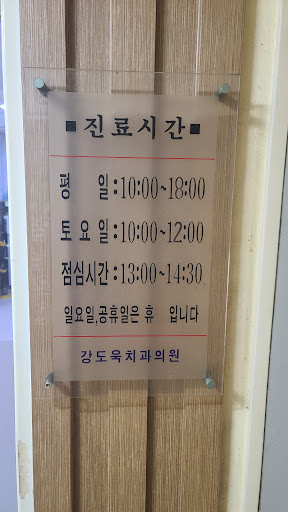 ■진료시간■
평 일:10:00~18:00
토요일:10:00~12:00
점심시간:13:00~14:30
일요일,공휴일은 휴 입니다
강도욱치과의원